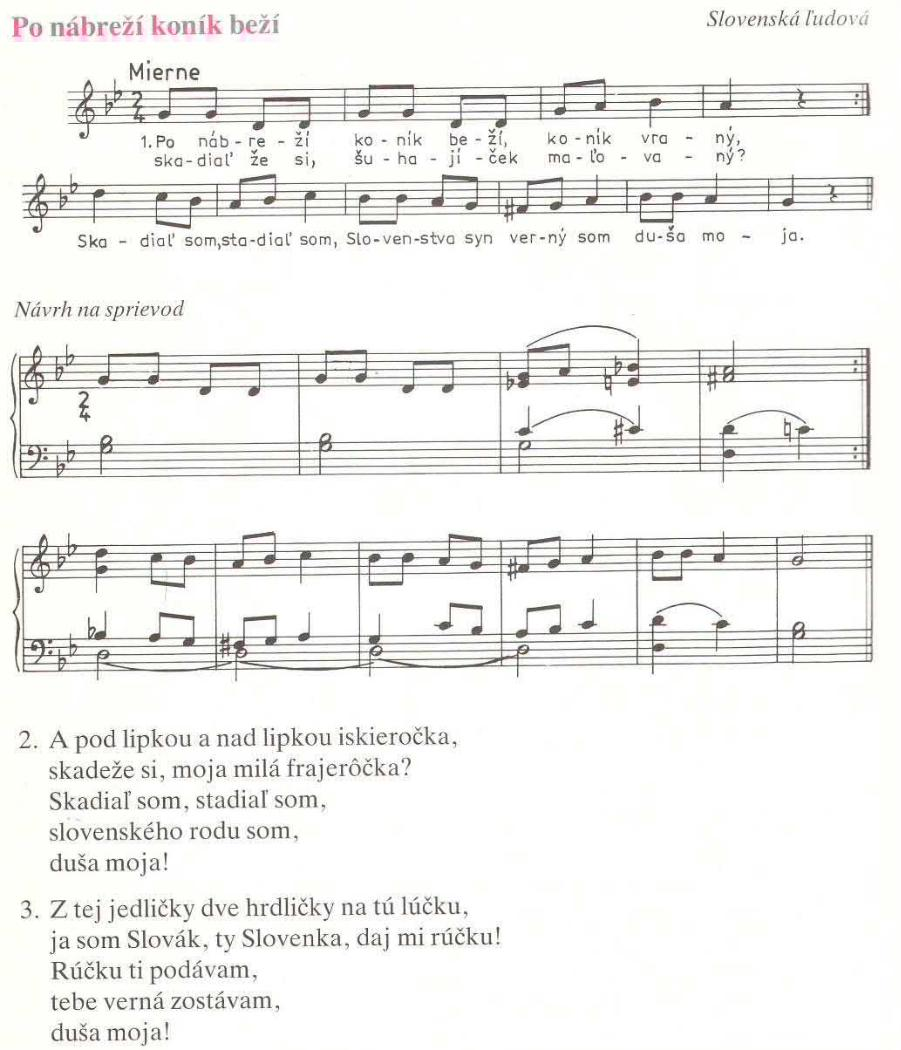 Po nábreží koník beží
Slovenská ľudová
Mierne
2
4
1. Po náb - re - ží ko - ník be - ží, ko - ník vra - ný,
ska - diaľ že si, šu - ha - jí - ček ma - ľo - va - ný?
Ska - diaľ som, sta - diaľ som, Slo - ven - stva syn ver - ný som du - ša mo - ja.
Návrh na sprievod
2
4
2. A pod lipkou a nad lipkou iskieročka,
skadeže si, moja milá frajerôčka?
Skadiaľ som, stadiaľ som,
slovenského rodu som,
duša moja!
3. Z tej jedličky dve hrdličky na tú lúčku,
ja som Slovák, ty Slovenka, daj mi rúčku!
Rúčku ti podávam,
tebe verná zostávam,
duša moja!